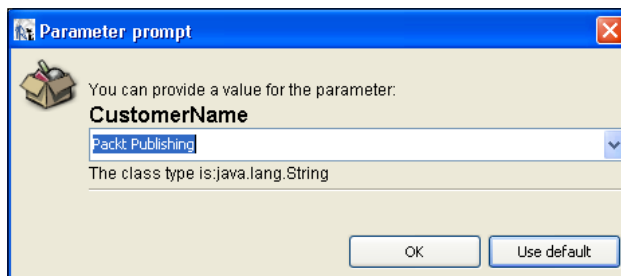 Parameter prompt
You can provide a value for the parameter:
CustomerName
Packt Publishing
The class type is:java.lang.String
OK
Use default